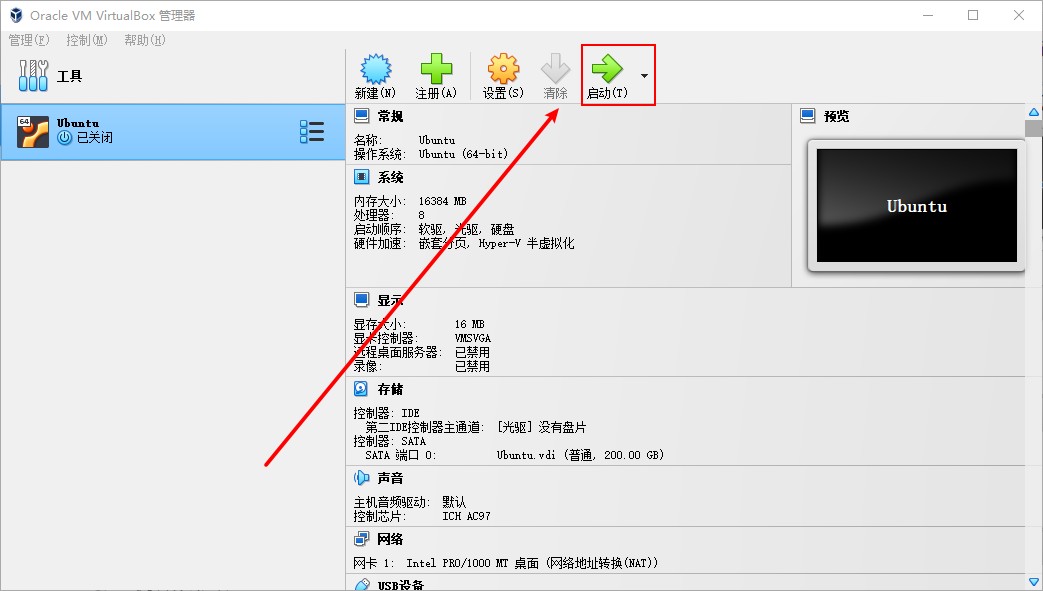 Oracle VM VirtualBox 管理器
管理(F) 控制(M) 帮助(H)
工具
新建(N) 注册(A) 设置(S) 清除 启动(T)
64
Ubuntu
已关闭
常规
名称: Ubuntu
操作系统: Ubuntu (64-bit)
系统
内存大小: 16384 MB
处理器: 8
启动顺序: 软驱, 光驱, 硬盘
硬件加速: 嵌套分页, Hyper-V 半虚拟化
预览
Ubuntu
显示
显存大小: 16 MB
显卡控制器: VMSVGA
远程桌面服务器: 已禁用
录像: 已禁用
存储
控制器: IDE
第二IDE控制器主通道: [光驱] 没有盘片
控制器: SATA
SATA 端口 0: Ubuntu.vdi (普通, 200.00 GB)
声音
主机音频驱动: 默认
控制芯片: ICH AC97
网络
网卡 1: Intel PRO/1000 MT 桌面 (网络地址转换(NAT))
USB设备